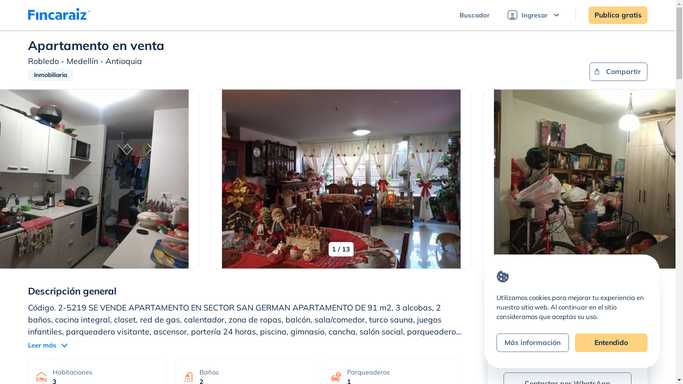 Fincaraiz
Buscador
Ingresar
Publica gratis
Apartamento en venta
Robledo - Medellín - Antioquia
Inmobiliaria
Compartir
1 / 13
Descripción general
Código. 2-5219 SE VENDE APARTAMENTO EN SECTOR SAN GERMAN APARTAMENTO DE 91 m2, 3 alcobas, 2
baños, cocina integral, closet, red de gas, calentador, zona de ropas, balcón, sala/comedor, turco sauna, juegos
infantiles, parqueadero visitante, ascensor, portería 24 horas, piscina, gimnasio, cancha, salón social, parqueadero...
Leer más
Habitaciones
3
Baños
2
Parqueaderos
1
Utilizamos cookies para mejorar tu experiencia en
nuestro sitio web. Al continuar en el sitio
consideramos que aceptas su uso.
Más información
Entendido
Contactar por WhatsApp